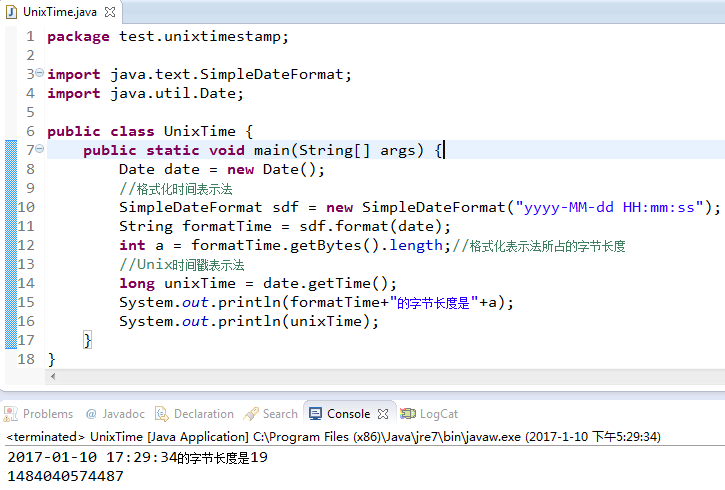 UnixTime.java
1 package test.unixtimestamp;
2
3 import java.text.SimpleDateFormat;
4 import java.util.Date;
5
6 public class UnixTime {
7 public static void main(String[] args) {
8 Date date = new Date();
9 //格式化时间表示法
10 SimpleDateFormat sdf = new SimpleDateFormat("yyyy-MM-dd HH:mm:ss");
11 String formatTime = sdf.format(date);
12 int a = formatTime.getBytes().length;//格式化表示法所占的字节长度
13 //Unix时间戳表示法
14 long unixTime = date.getTime();
15 System.out.println(formatTime+"的字节长度是"+a);
16 System.out.println(unixTime);
17 }
18 }
Problems @ Javadoc Declaration Search Console LogCat
<terminated> UnixTime [Java Application] C:\Program Files (x86)\Java\jre7\bin\javaw.exe (2017-1-10 下午5:29:34)
2017-01-10 17:29:34的字节长度是19
1484040574487